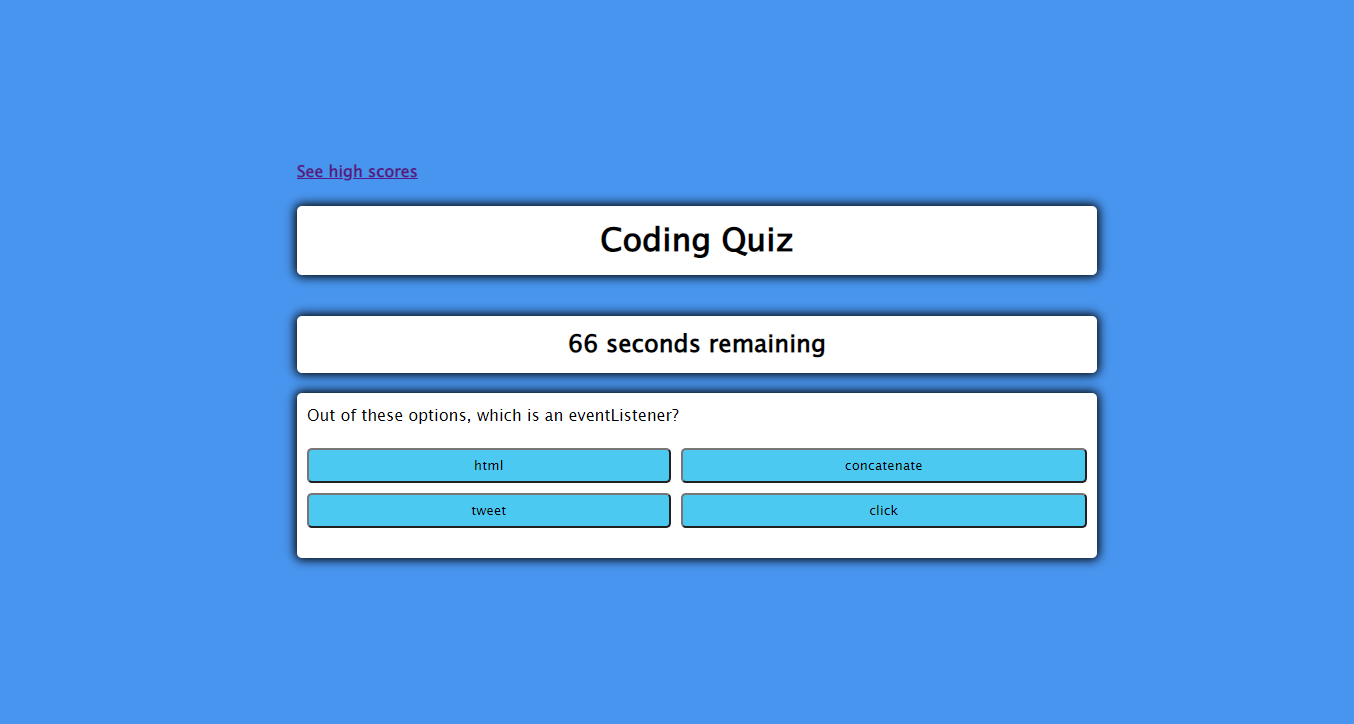 See high scores
Coding Quiz
66 seconds remaining
Out of these options, which is an eventListener?
html
concatenate
tweet
click